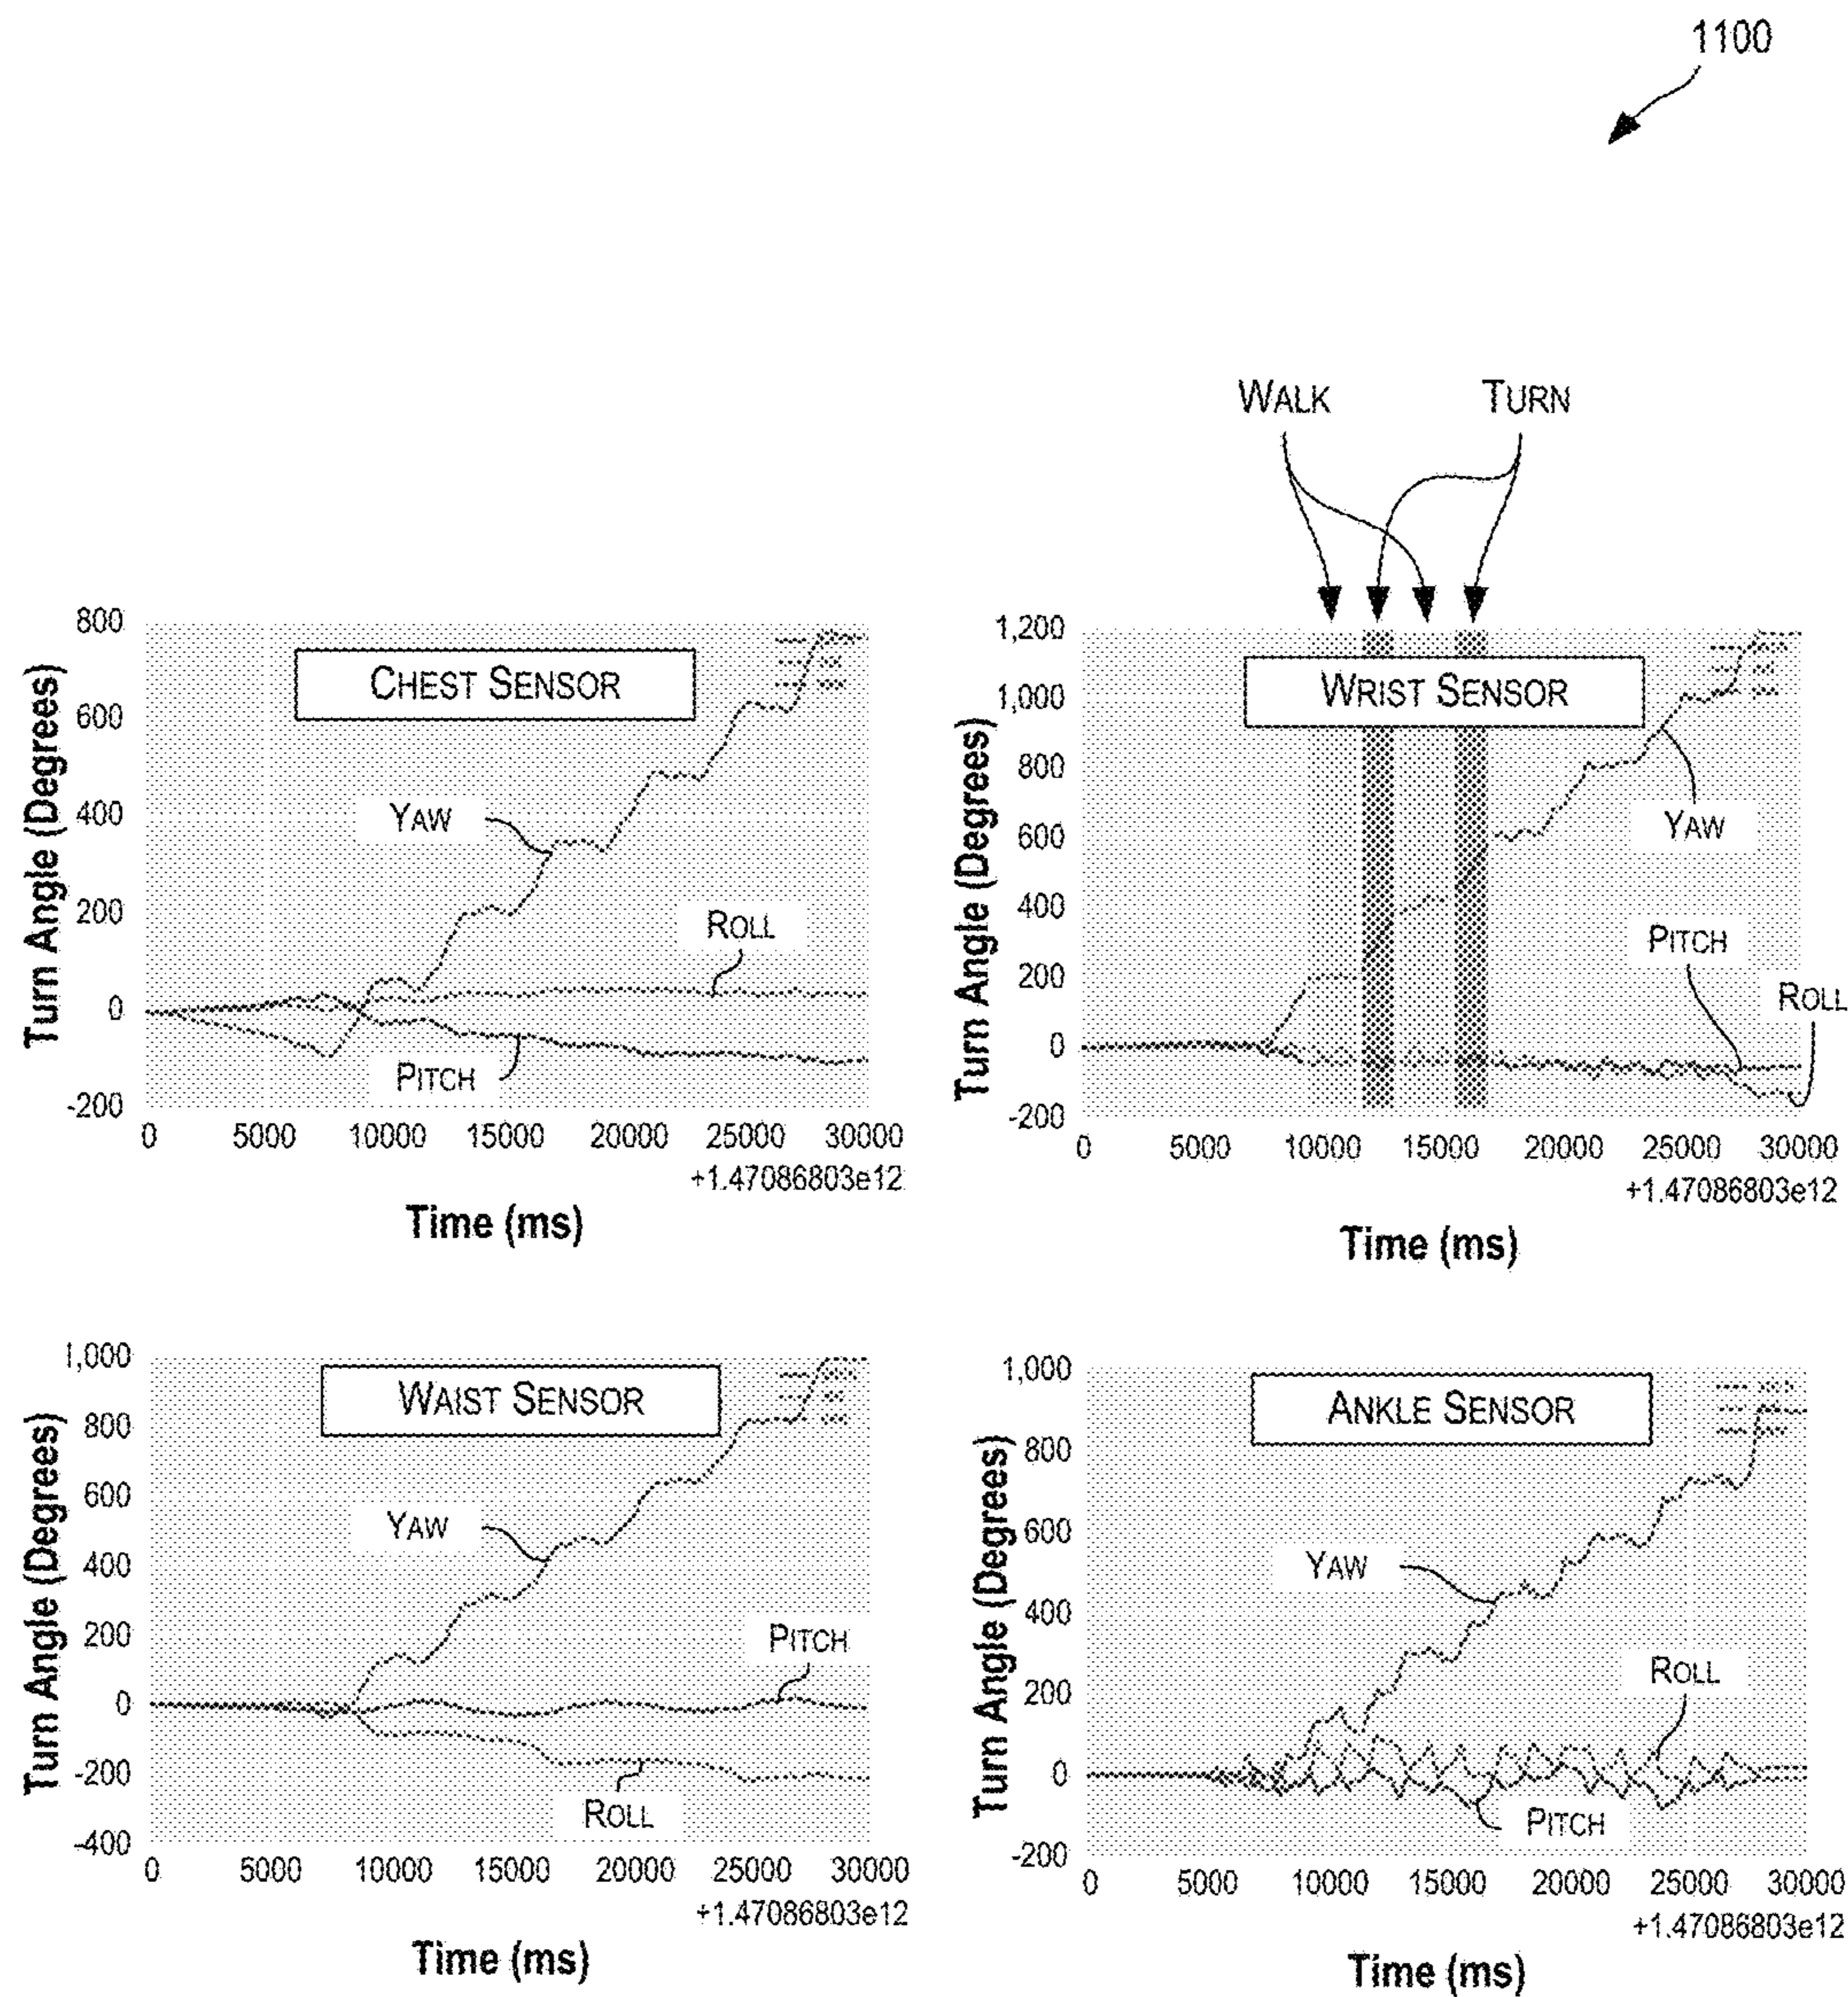 1100
WALK
TURN
CHEST SENSOR
Turn Angle (Degrees)
800
600
400
200
0
-200
YAW
ROLL
PITCH
0 5000 10000 15000 20000 25000 30000
+1.47086803e12
Time (ms)
WRIST SENSOR
Turn Angle (Degrees)
1,200
1,000
800
600
400
200
0
-200
YAW
PITCH
ROLL
0 5000 10000 15000 20000 25000 30000
+1.47086803e12
Time (ms)
WAIST SENSOR
Turn Angle (Degrees)
1,000
800
600
400
200
0
-200
-400
YAW
PITCH
ROLL
0 5000 10000 15000 20000 25000 30000
+1.47086803e12
Time (ms)
ANKLE SENSOR
Turn Angle (Degrees)
1,000
800
600
400
200
0
-200
YAW
ROLL
PITCH
0 5000 10000 15000 20000 25000 30000
+1.47086803e12
Time (ms)